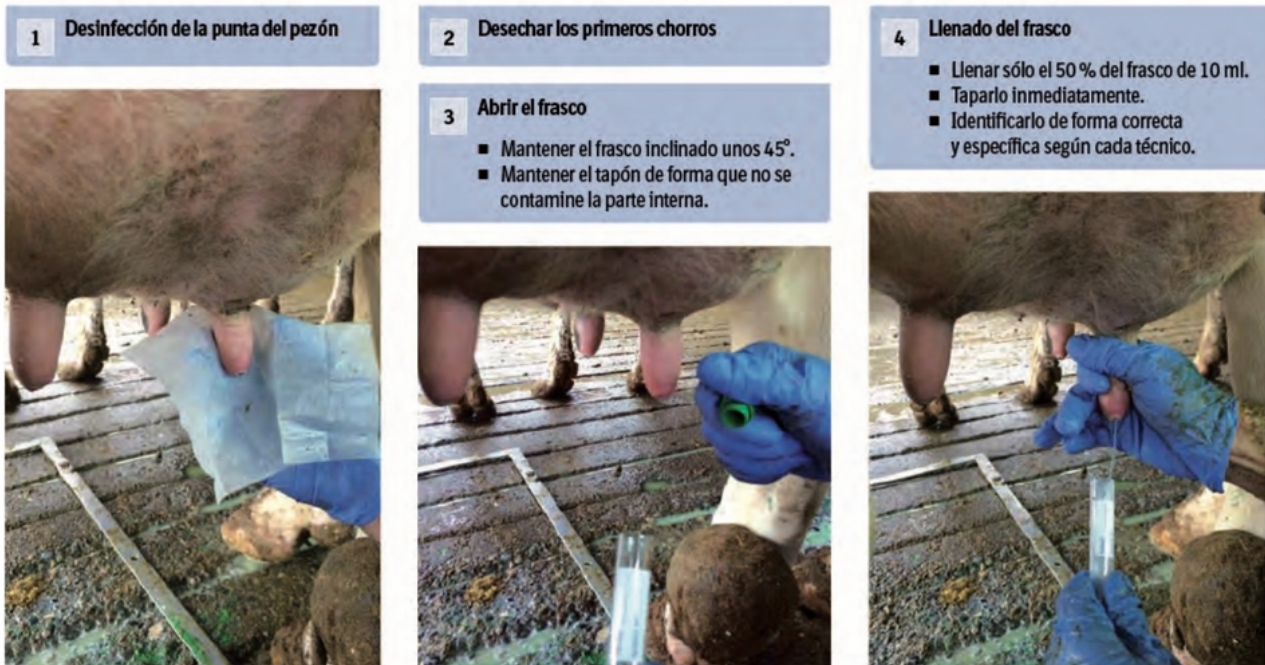 1 Desinfección de la punta del pezón
2 Desechar los primeros chorros
3 Abrir el frasco
■ Mantener el frasco inclinado unos 45°.
■ Mantener el tapón de forma que no se
contamine la parte interna.
4 Llenado del frasco
■ Llenar sólo el 50 % del frasco de 10 ml.
■ Taparlo inmediatamente.
■ Identificarlo de forma correcta
y específica según cada técnico.